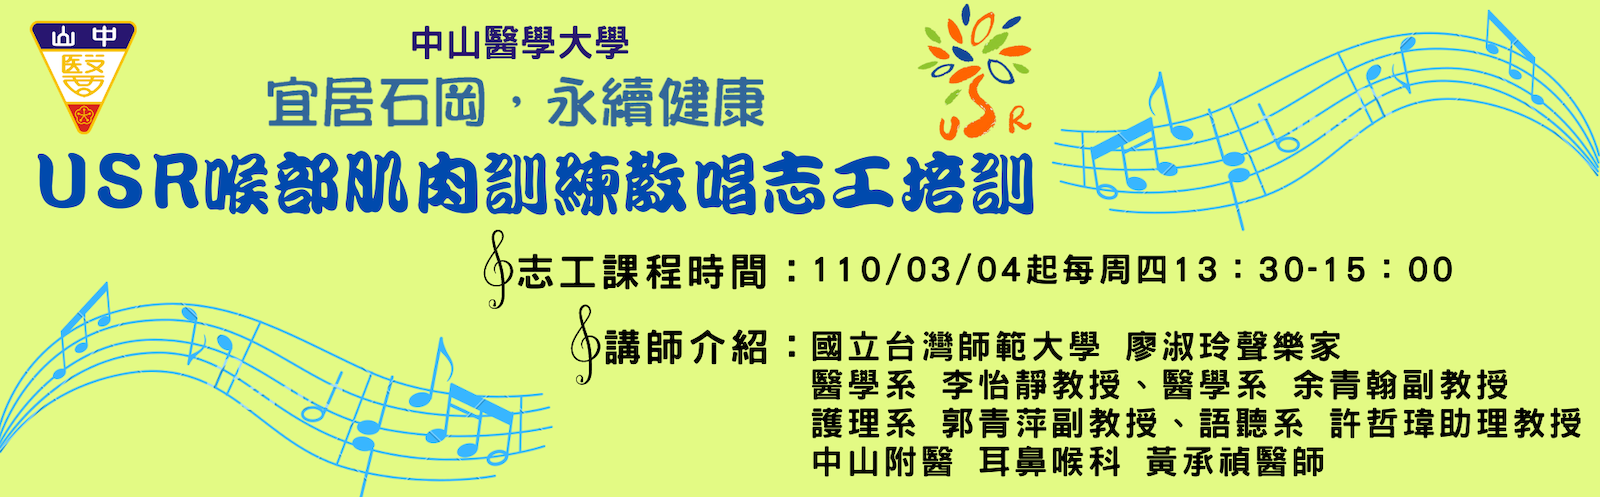 山中
醫
中山醫學大學
宜居石岡，永續健康
USR
USR喉部肌肉訓練教唱志工培訓
志工課程時間：110/03/04起每周四13：30-15：00
講師介紹：國立台灣師範大學 廖淑玲聲樂家
醫學系 李怡靜教授、醫學系 余青翰副教授
護理系 郭青萍副教授、語聽系 許哲瑋助理教授
中山附醫 耳鼻喉科 黃承禎醫師